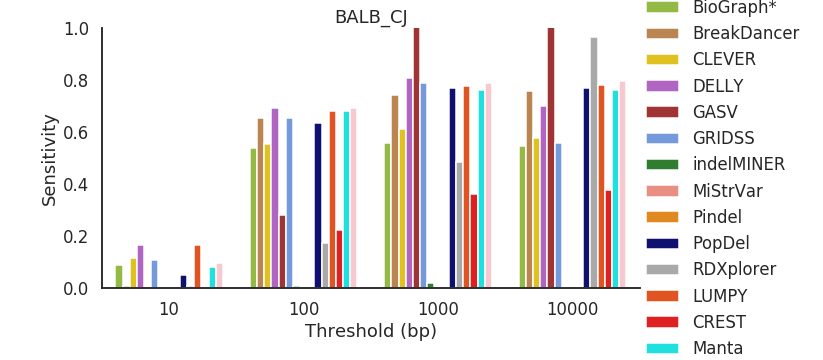 BALB_CJ
Sensitivity
1.0
0.8
0.6
0.4
0.2
0.0
10 100 1000 10000
Threshold (bp)
BioGraph*
BreakDancer
CLEVER
DELLY
GASV
GRIDSS
indelMINER
MiStrVar
Pindel
PopDel
RDXplorer
LUMPY
CREST
Manta